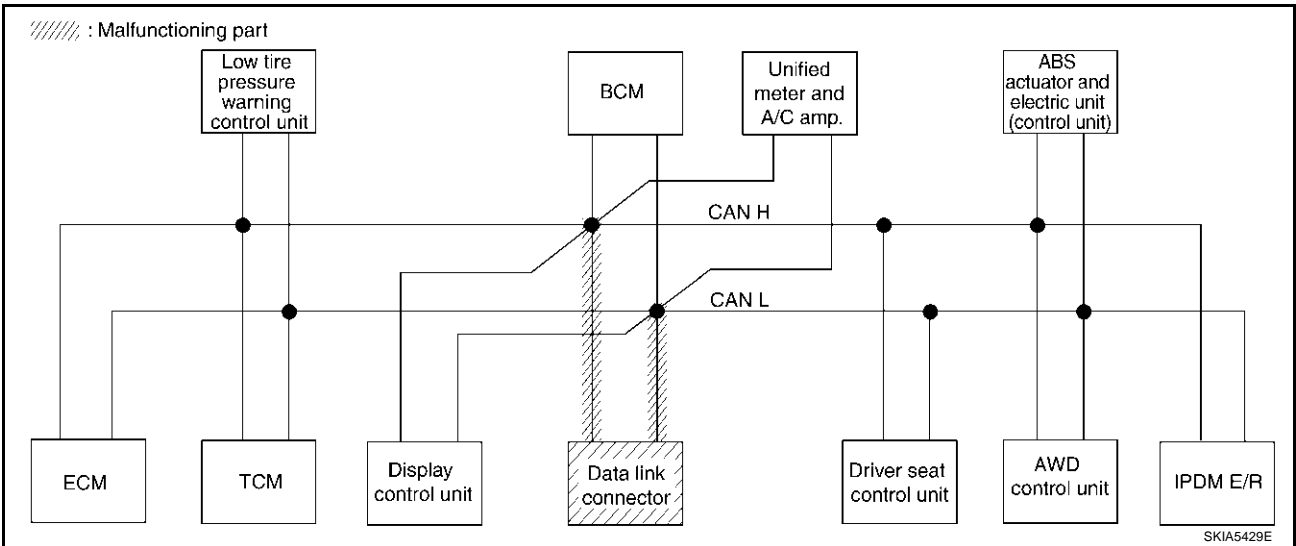 : Malfunctioning part
Low tire
pressure
warning
control unit
BCM
Unified
meter and
A/C amp.
ABS
actuator and
electric unit
(control unit)
CAN H
CAN L
ECM
TCM
Display
control unit
Data link
connector
Driver seat
control unit
AWD
control unit
IPDM E/R
SKIA5429E